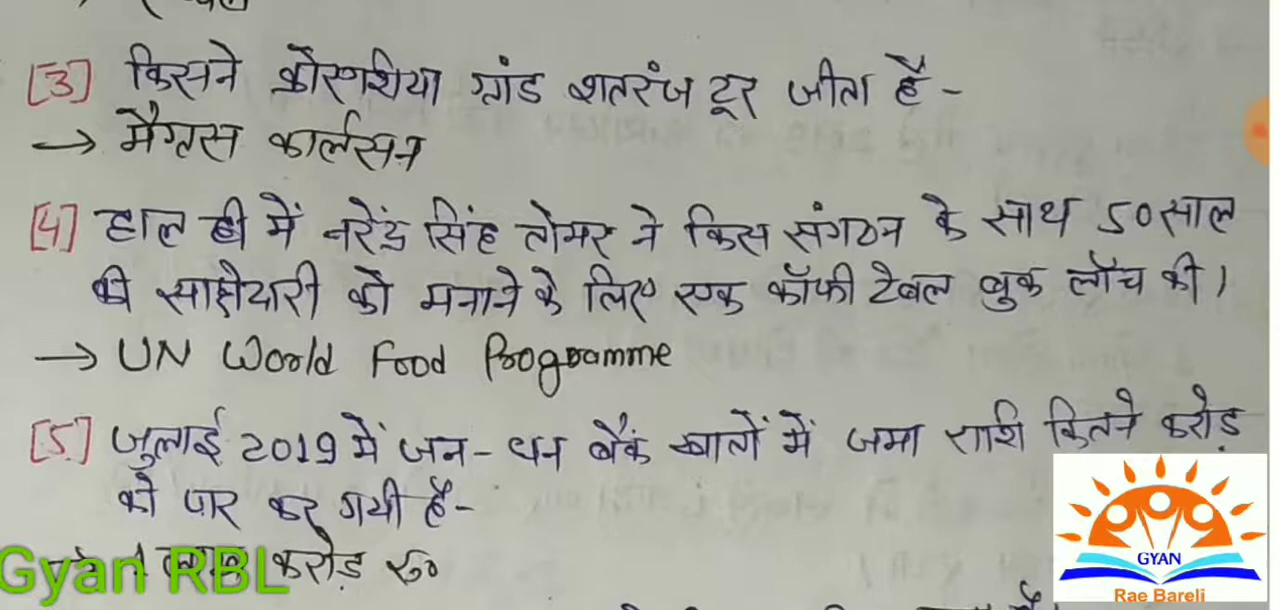 [3] किसने क्रोएशिया ग्रांड शतरंज टूर जीता है -
→ मैग्नस कार्लसन
[4] हाल ही में नरेंद्र सिंह तोमर ने किस संगठन के साथ 50 साल
की साझेदारी को मनाने के लिए एक कॉफी टेबल बुक लॉंच की।
→ UN World Food Programme
[5] जुलाई 2019 में जन-धन बैंक खातों में जमा राशि कितने करोड़
को पार कर गयी है -
→ 1 लाख करोड़ रु०
Gyan RBL
GYAN
Rae Bareli